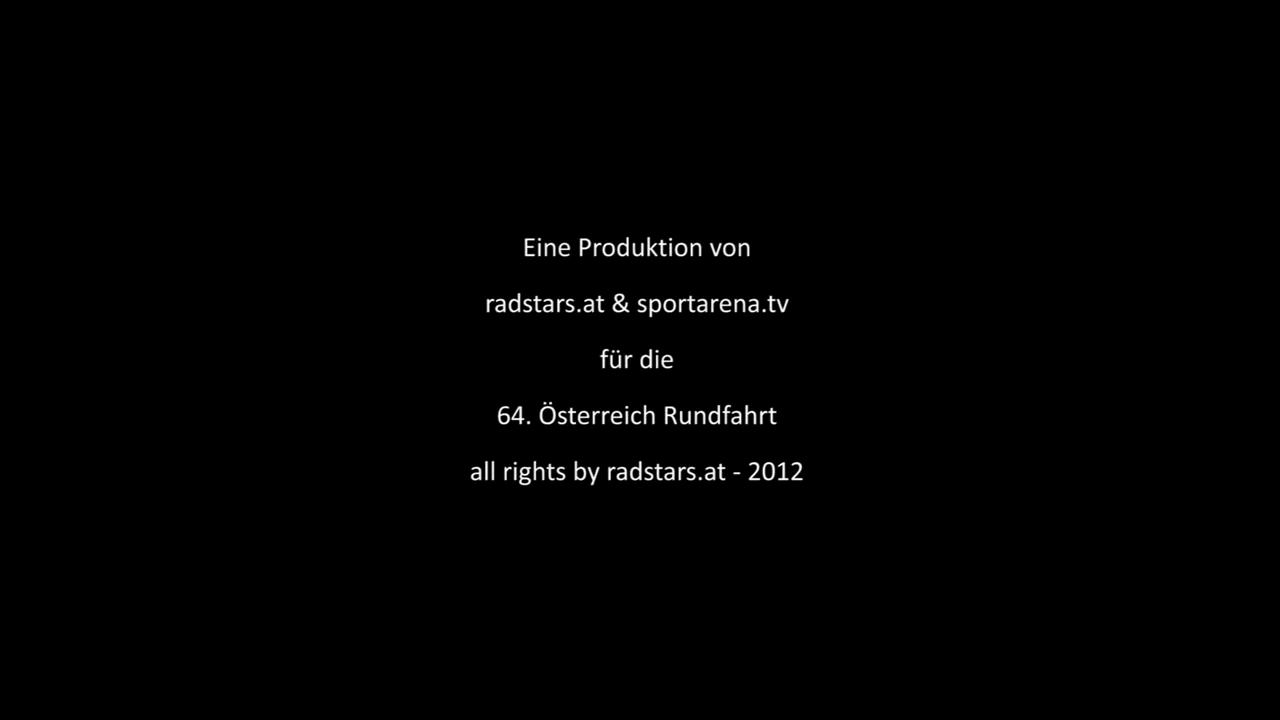 Eine Produktion von
radstars.at & sportarena.tv
für die
64. Österreich Rundfahrt
all rights by radstars.at - 2012